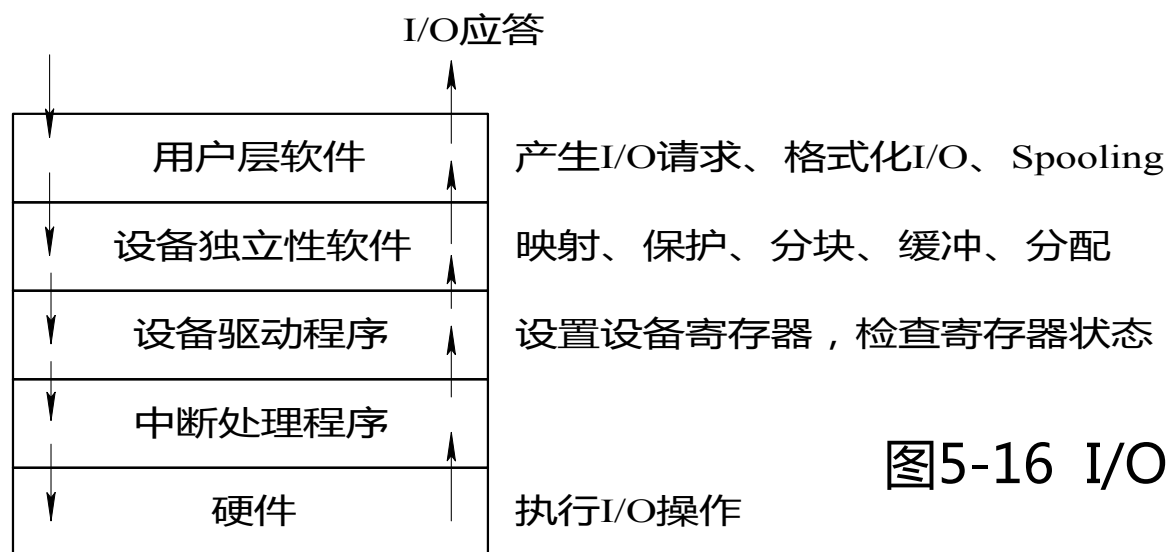 I/O应答
用户层软件 产生I/O请求、格式化I/O、Spooling
设备独立性软件 映射、保护、分块、缓冲、分配
设备驱动程序 设置设备寄存器，检查寄存器状态
中断处理程序
图5-16 I/O
硬件 执行I/O操作